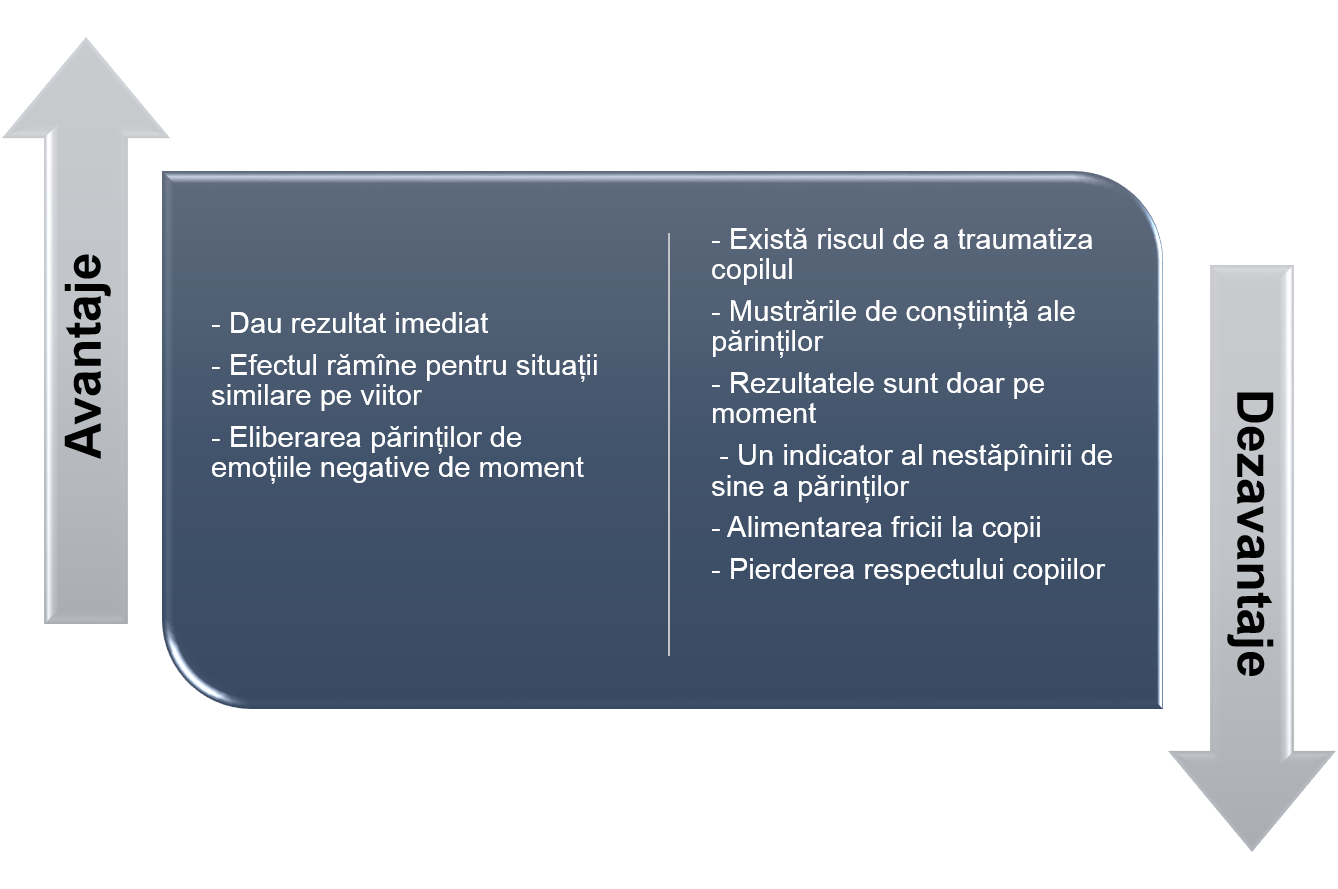 Avantaje
- Dau rezultat imediat
- Efectul rămîne pentru situații
similare pe viitor
- Eliberarea părinților de
emoțiile negative de moment
- Există riscul de a traumatiza
copilul
- Mustrările de conștiință ale
părinților
- Rezultatele sunt doar pe
moment
- Un indicator al nestăpînirii de
sine a părinților
- Alimentarea fricii la copii
- Pierderea respectului copiilor
Dezavantaje